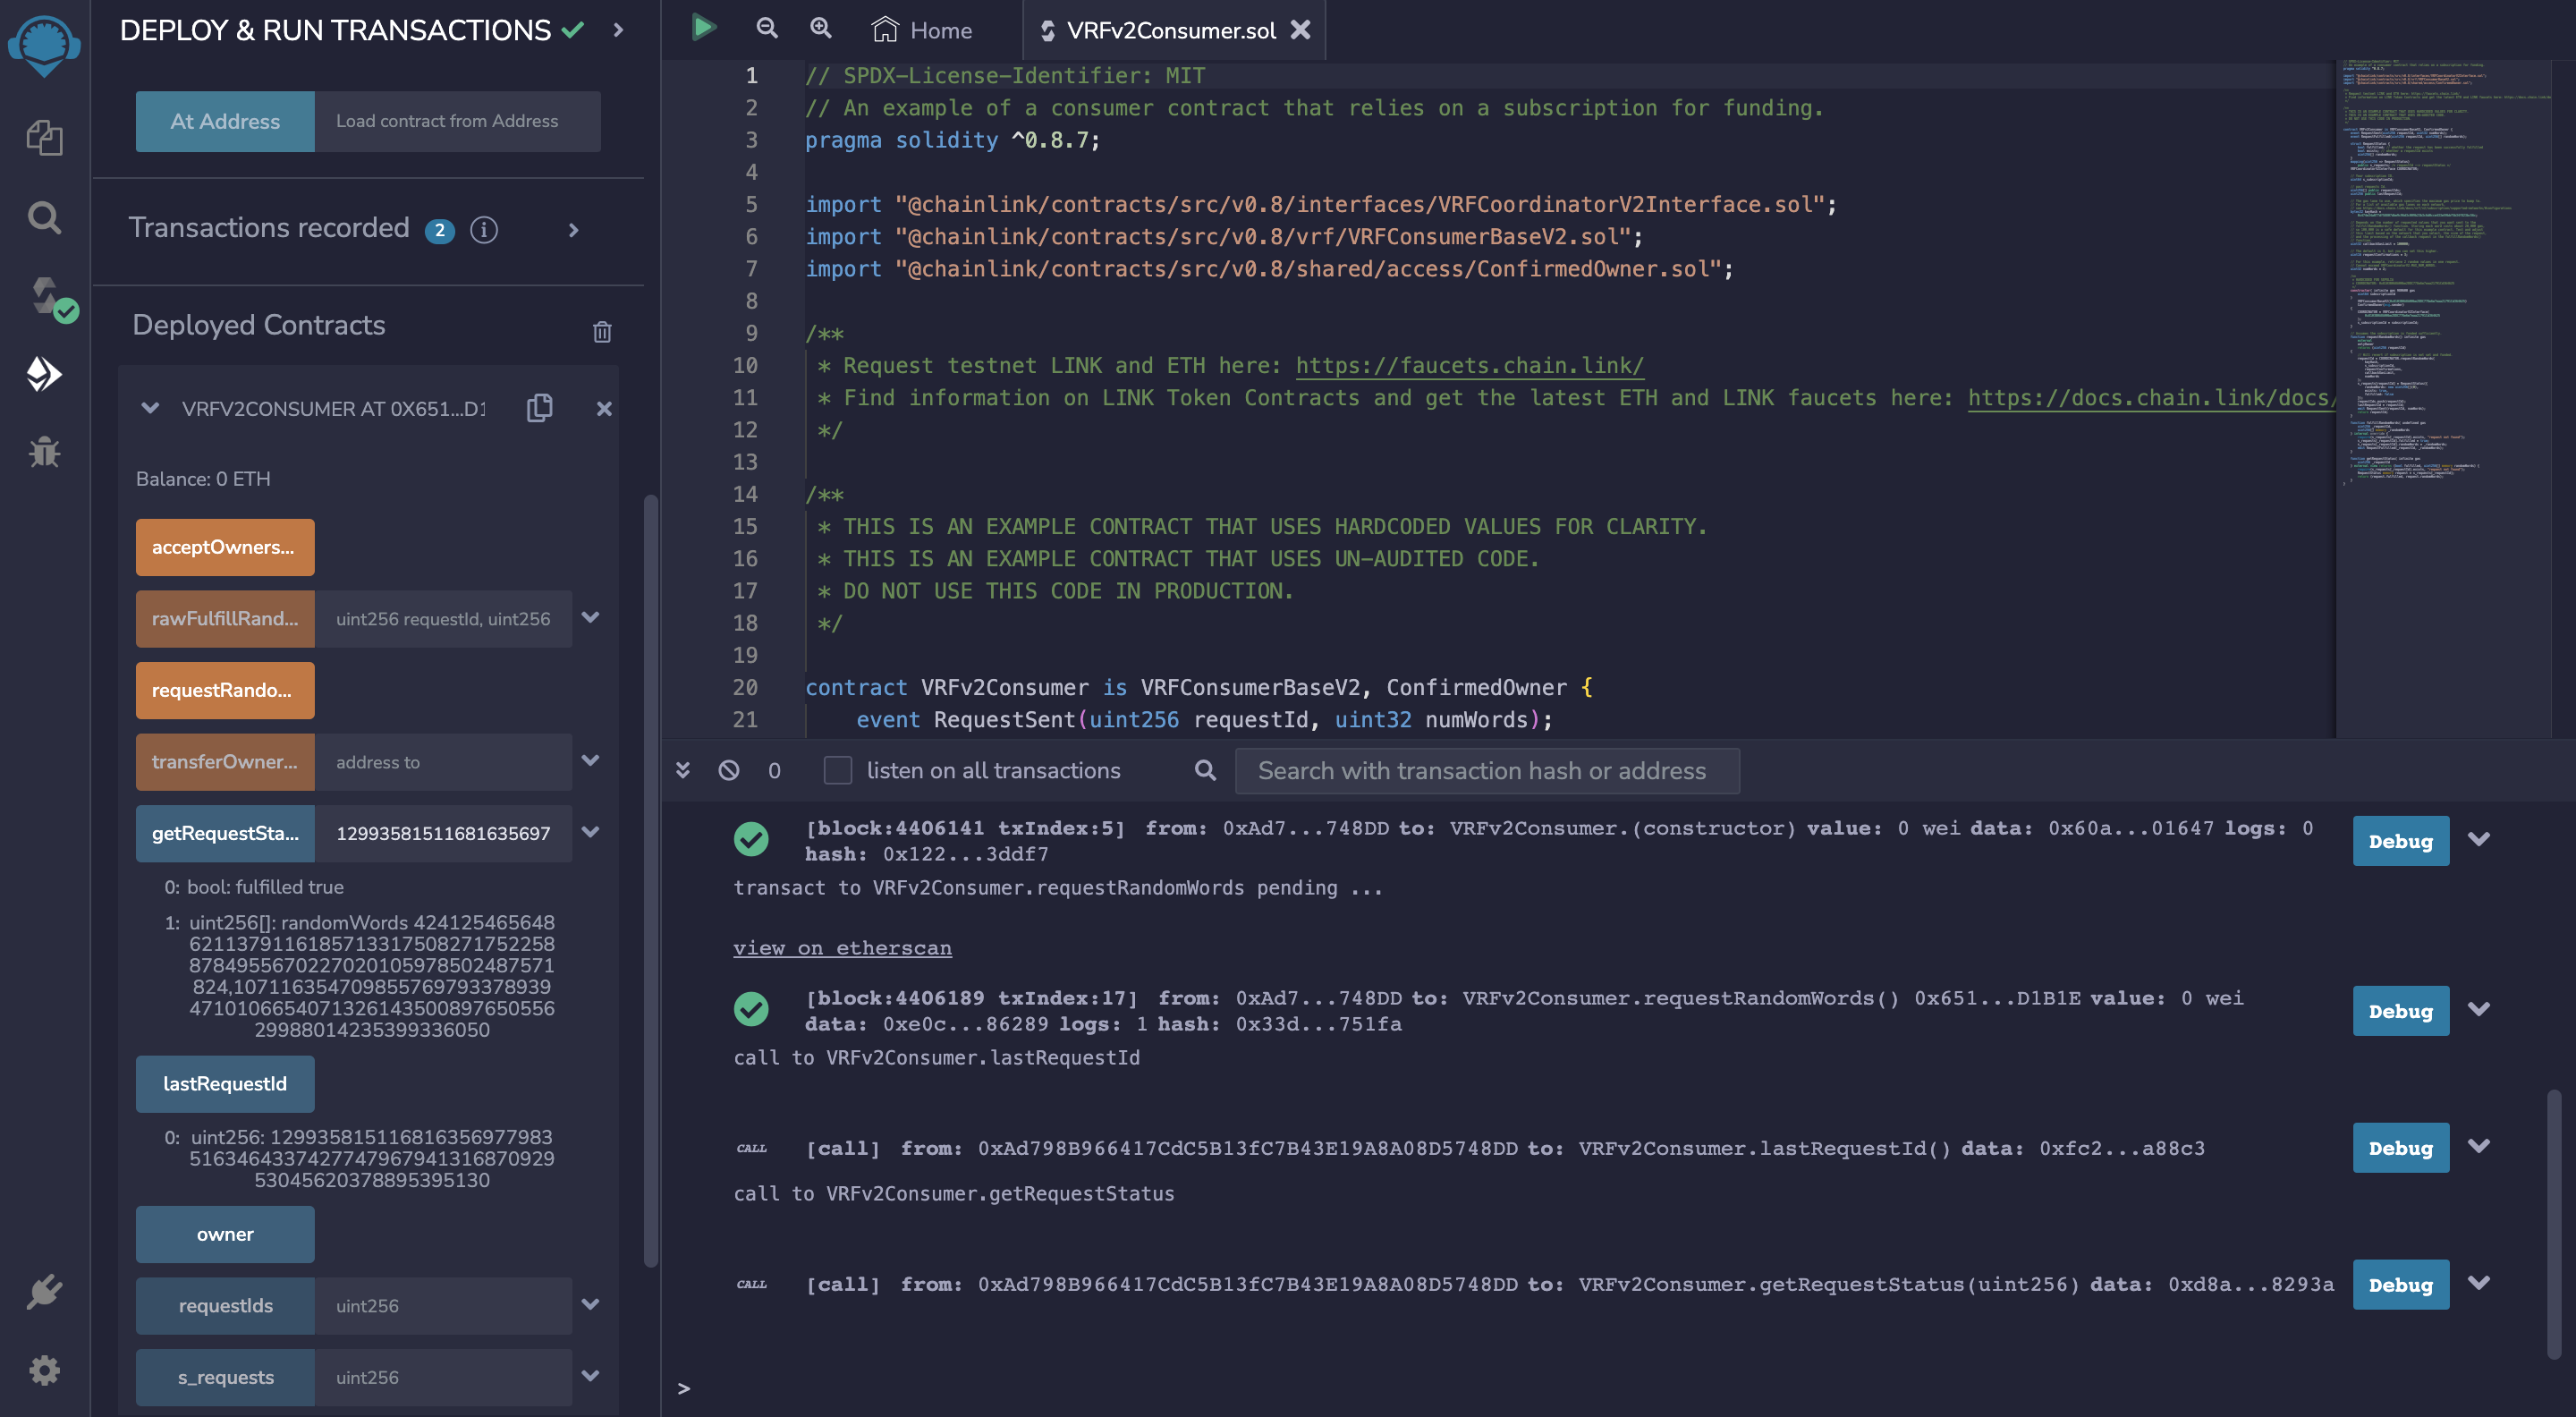 DEPLOY & RUN TRANSACTIONS
At Address
Load contract from Address
Transactions recorded 2
Deployed Contracts
VRFV2CONSUMER AT 0X651...D1
Balance: 0 ETH
acceptOwners...
rawFulfillRand...
uint256 requestId, uint256
requestRando...
transferOwner...
address to
getRequestSta...
12993581511681635697
0: bool: fulfilled true
1: uint256[]: randomWords 424125465648
62113791161857133175082717522​58
87849556702270201059785024875​71
824,107116354709855769793378939
47101066540713261435008976505​56
29988014235399336050
lastRequestId
0: uint256: 129935815116816356977983
51634643374277479679413168709​29
53045620378895395130
owner
requestIds
uint256
s_requests
uint256
Home
VRFv2Consumer.sol
1 // SPDX-License-Identifier: MIT
2 // An example of a consumer contract that relies on a subscription for funding.
3 pragma solidity ^0.8.7;
4
5 import "@chainlink/contracts/src/v0.8/interfaces/VRFCoordinatorV2Interface.sol";
6 import "@chainlink/contracts/src/v0.8/vrf/VRFConsumerBaseV2.sol";
7 import "@chainlink/contracts/src/v0.8/shared/access/ConfirmedOwner.sol";
8
9 /**
10 * Request testnet LINK and ETH here: https://faucets.chain.link/
11 * Find information on LINK Token Contracts and get the latest ETH and LINK faucets here: https://docs.chain.link/docs/
12 */
13
14 /**
15 * THIS IS AN EXAMPLE CONTRACT THAT USES HARDCODED VALUES FOR CLARITY.
16 * THIS IS AN EXAMPLE CONTRACT THAT USES UN-AUDITED CODE.
17 * DO NOT USE THIS CODE IN PRODUCTION.
18 */
19
20 contract VRFv2Consumer is VRFConsumerBaseV2, ConfirmedOwner {
21 event RequestSent(uint256 requestId, uint32 numWords);
0
listen on all transactions
Search with transaction hash or address
[block:4406141 txIndex:5] from: 0xAd7...748DD to: VRFv2Consumer.(constructor) value: 0 wei data: 0x60a...01647 logs: 0
hash: 0x122...3ddf7
Debug
transact to VRFv2Consumer.requestRandomWords pending ...
view on etherscan
[block:4406189 txIndex:17] from: 0xAd7...748DD to: VRFv2Consumer.requestRandomWords() 0x651...D1B1E value: 0 wei
data: 0xe0c...86289 logs: 1 hash: 0x33d...751fa
Debug
call to VRFv2Consumer.lastRequestId
CALL [call] from: 0xAd798B966417CdC5B13fC7B43E19A8A08D5748DD to: VRFv2Consumer.lastRequestId() data: 0xfc2...a88c3
Debug
call to VRFv2Consumer.getRequestStatus
CALL [call] from: 0xAd798B966417CdC5B13fC7B43E19A8A08D5748DD to: VRFv2Consumer.getRequestStatus(uint256) data: 0xd8a...8293a
Debug
>